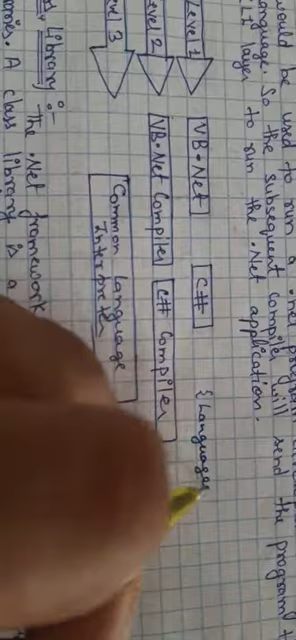 would be used to run a .net program
language. So the subsequent compiler will send the program
layer to run the .Net application.
Level 1 VB.Net C# {Languages
Level 2 VB.Net Compiler C# Compiler
Level 3 Common Language
Interpreter
Library :- The .Net framework
A class library is a